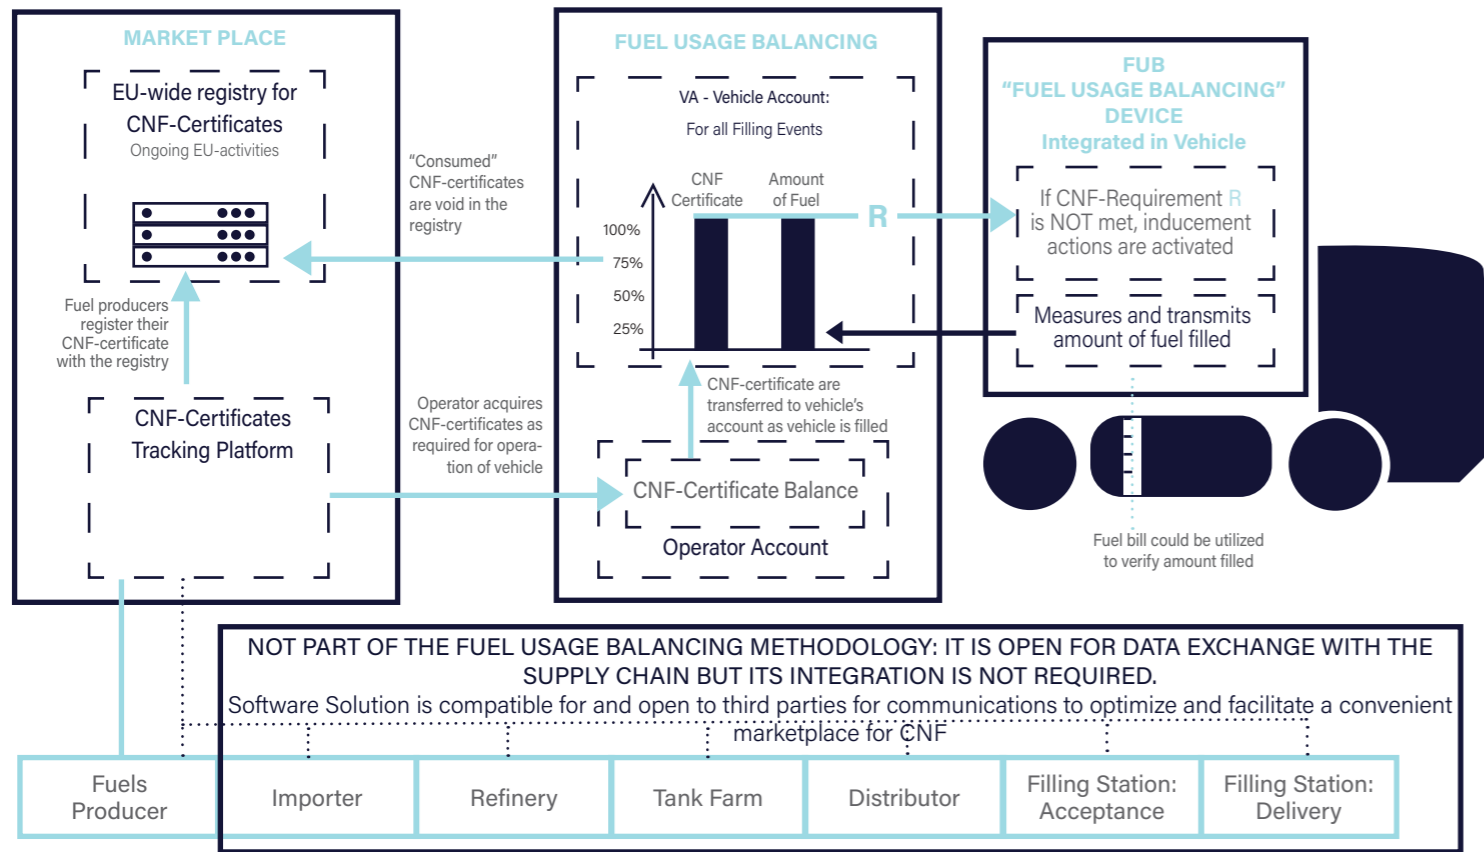 MARKET PLACE
EU-wide registry for
CNF-Certificates
Ongoing EU-activities
Fuel producers
register their
CNF-certificate
with the registry
CNF-Certificates
Tracking Platform
“Consumed”
CNF-certificates
are void in the
registry
Operator acquires
CNF-certificates as
required for opera-
tion of vehicle
FUEL USAGE BALANCING
VA - Vehicle Account:
For all Filling Events
CNF
Certificate
Amount
of Fuel
100%
75%
50%
25%
R
CNF-certificate are
transferred to vehicle’s
account as vehicle is filled
CNF-Certificate Balance
Operator Account
FUB
“FUEL USAGE BALANCING”
DEVICE
Integrated in Vehicle
If CNF-Requirement R
is NOT met, inducement
actions are activated
Measures and transmits
amount of fuel filled
Fuel bill could be utilized
to verify amount filled
NOT PART OF THE FUEL USAGE BALANCING METHODOLOGY: IT IS OPEN FOR DATA EXCHANGE WITH THE
SUPPLY CHAIN BUT ITS INTEGRATION IS NOT REQUIRED.
Software Solution is compatible for and open to third parties for communications to optimize and facilitate a convenient
marketplace for CNF
Fuels
Producer
Importer
Refinery
Tank Farm
Distributor
Filling Station:
Acceptance
Filling Station:
Delivery